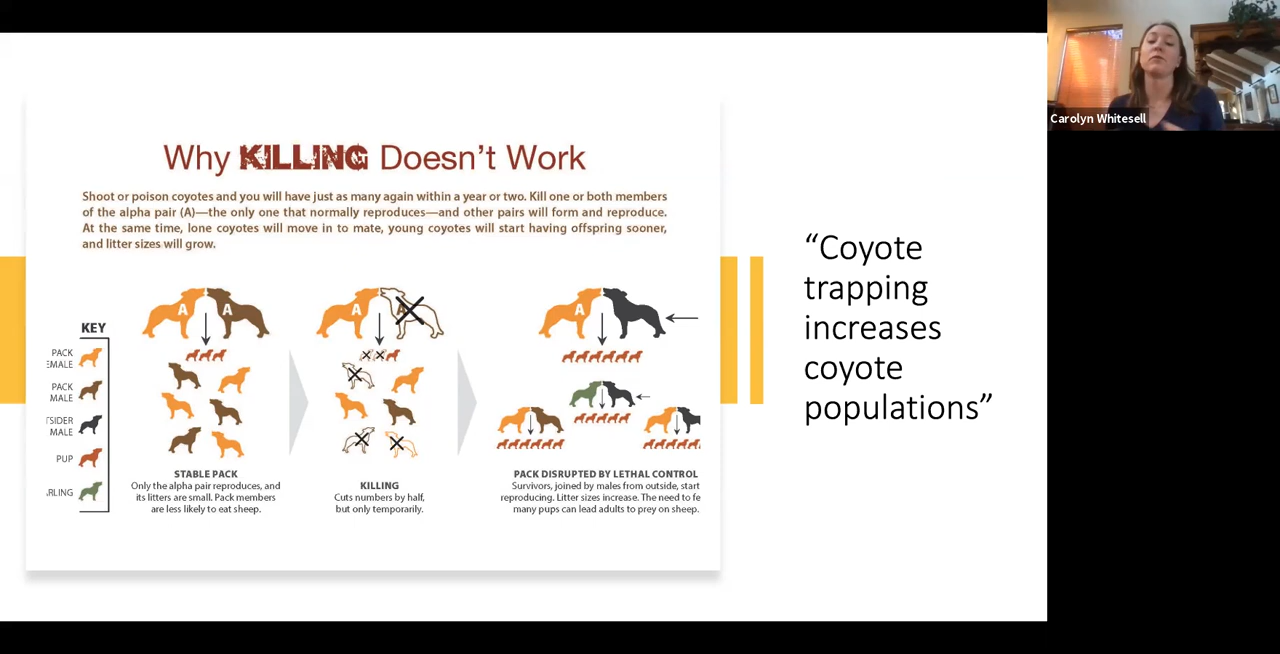 Why KILLING Doesn't Work
Shoot or poison coyotes and you will have just as many again within a year or two. Kill one or both members
of the alpha pair (A)—the only one that normally reproduces—and other pairs will form and reproduce.
At the same time, lone coyotes will move in to mate, young coyotes will start having offspring sooner,
and litter sizes will grow.
KEY
PACK
MALE
PACK
MALE
SIDER
MALE
PUP
RLING
A A
STABLE PACK
Only the alpha pair reproduces, and
its litters are small. Pack members
are less likely to eat sheep.
A A
KILLING
Cuts numbers by half,
but only temporarily.
A
PACK DISRUPTED BY LETHAL CONTROL
Survivors, joined by males from outside, start
reproducing. Litter sizes increase. The need to fe
many pups can lead adults to prey on sheep.
“Coyote
trapping
increases
coyote
populations”
Carolyn Whitesell